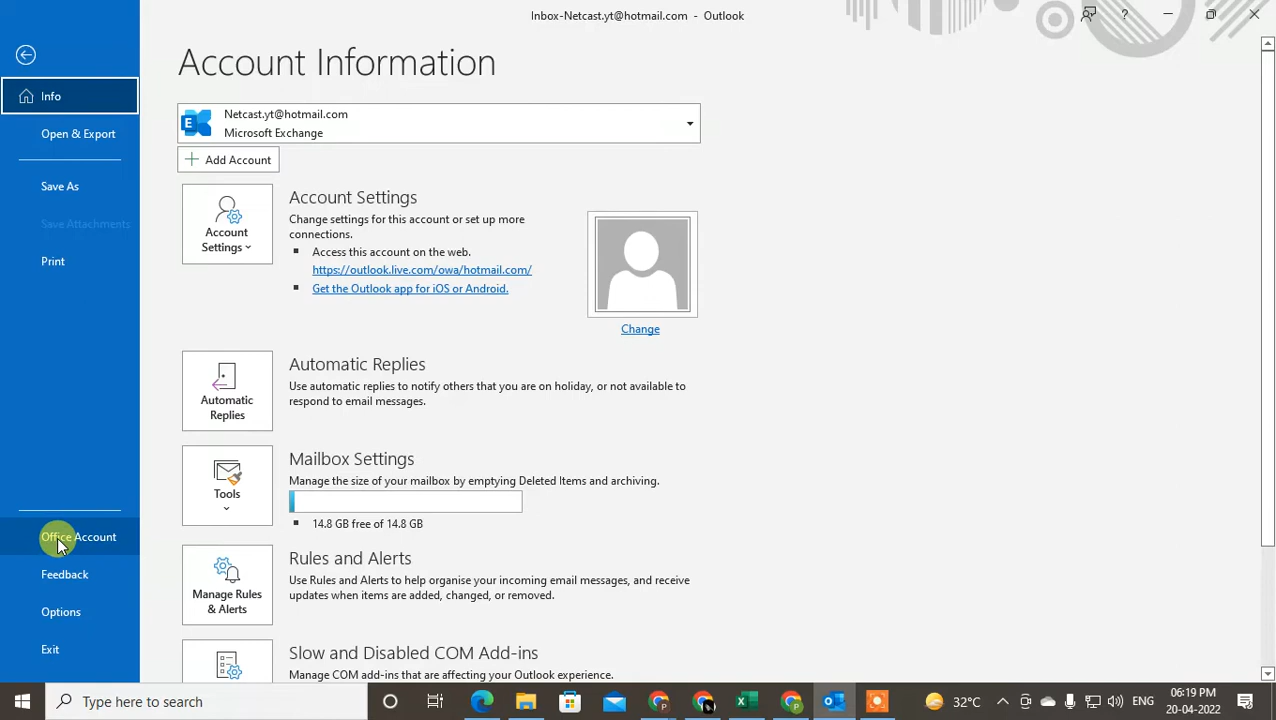 Inbox-Netcast.yt@hotmail.com - Outlook
Account Information
Info
Open & Export
Save As
Save Attachments
Print
Office Account
Feedback
Options
Exit
Netcast.yt@hotmail.com
Microsoft Exchange
Add Account
Account Settings
Account Settings
Change settings for this account or set up more
connections.
Access this account on the web.
https://outlook.live.com/owa/hotmail.com/
Get the Outlook app for iOS or Android.
Change
Automatic Replies
Automatic Replies
Use automatic replies to notify others that you are on holiday, or not available to
respond to email messages.
Tools
Mailbox Settings
Manage the size of your mailbox by emptying Deleted Items and archiving.
14.8 GB free of 14.8 GB
Manage Rules & Alerts
Rules and Alerts
Use Rules and Alerts to help organise your incoming email messages, and receive
updates when items are added, changed, or removed.
Slow and Disabled COM Add-ins
Manage COM add-ins that are affecting your Outlook experience.
Type here to search
32°C
ENG
06:19 PM
20-04-2022